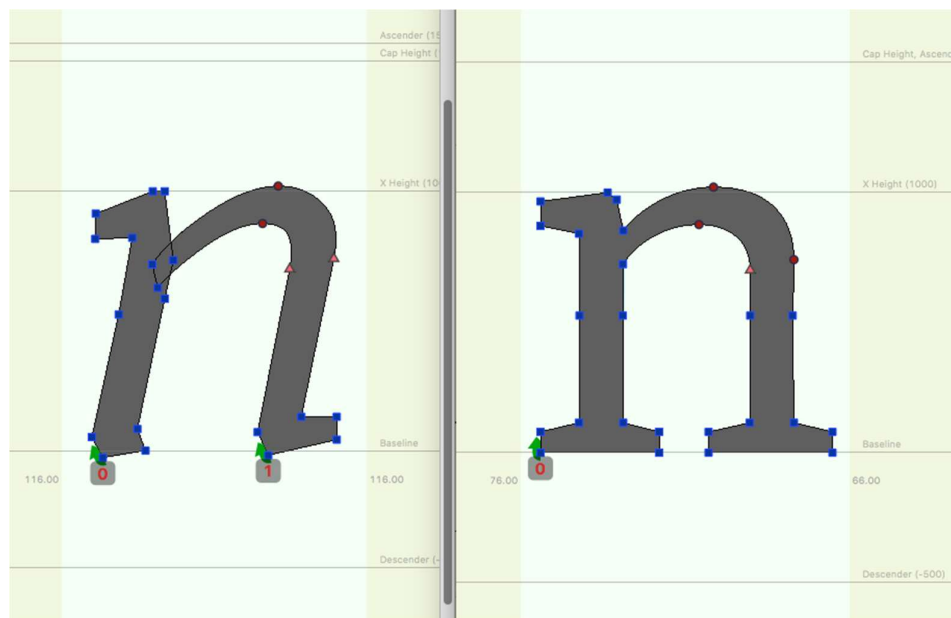 Ascender (15
Cap Height (
X Height (10
Baseline
116.00
116.00
0
1
Descender (-
Cap Height, Ascend
X Height (1000)
Baseline
76.00
66.00
0
Descender (-500)